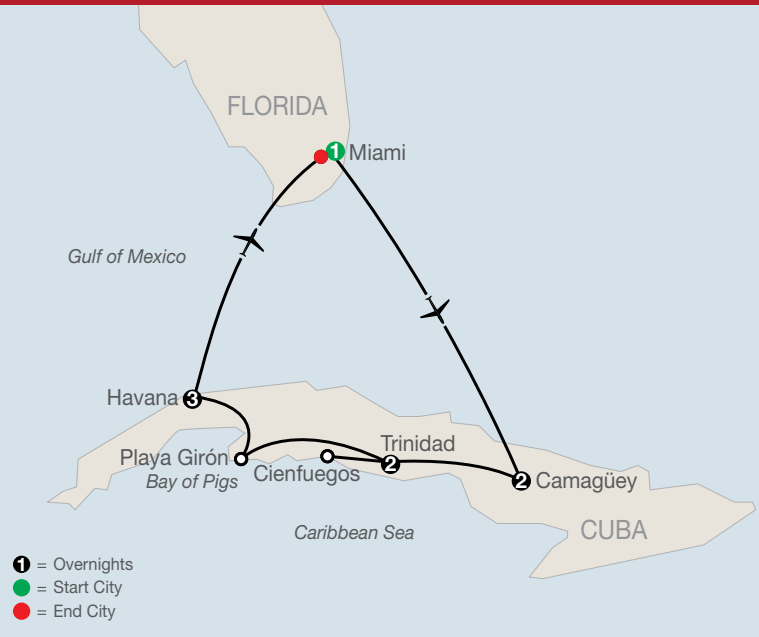 FLORIDA
1 Miami
Gulf of Mexico
Havana 3
Trinidad
Playa Girón
2
Cienfuegos
Bay of Pigs
2 Camagüey
CUBA
Caribbean Sea
1 = Overnights
= Start City
= End City